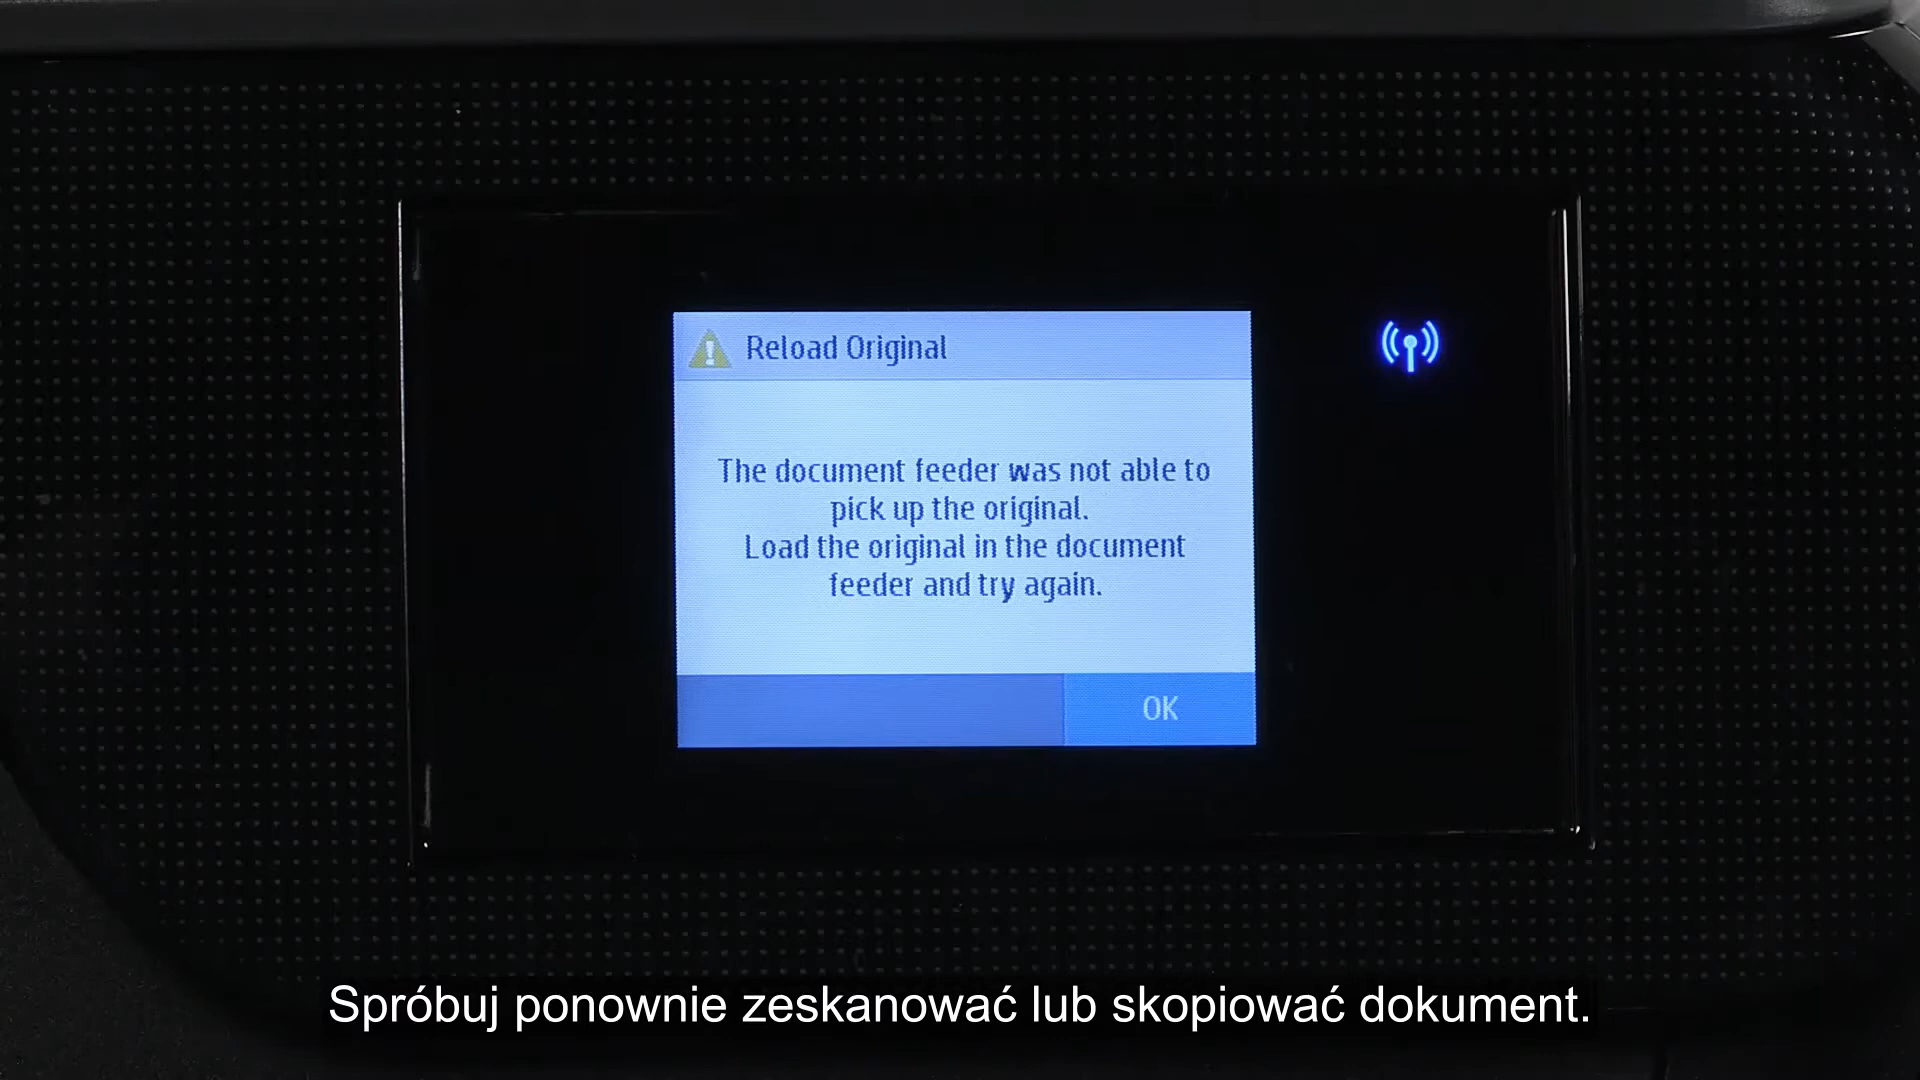 Reload Original
The document feeder was not able to
pick up the original.
Load the original in the document
feeder and try again.
OK
Spróbuj ponownie zeskanować lub skopiować dokument.